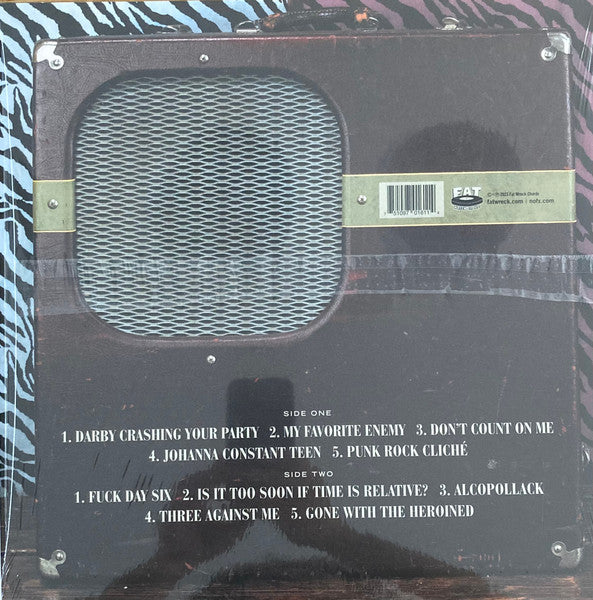 FAT
fatwreck.com | nofx.com
SIDE ONE
1. DARBY CRASHING YOUR PARTY 2. MY FAVORITE ENEMY 3. DON'T COUNT ON ME
4. JOHANNA CONSTANT TEEN 5. PUNK ROCK CLICHÉ
SIDE TWO
1. FUCK DAY SIX 2. IS IT TOO SOON IF TIME IS RELATIVE? 3. ALCOPOLLACK
4. THREE AGAINST ME 5. GONE WITH THE HEROINED